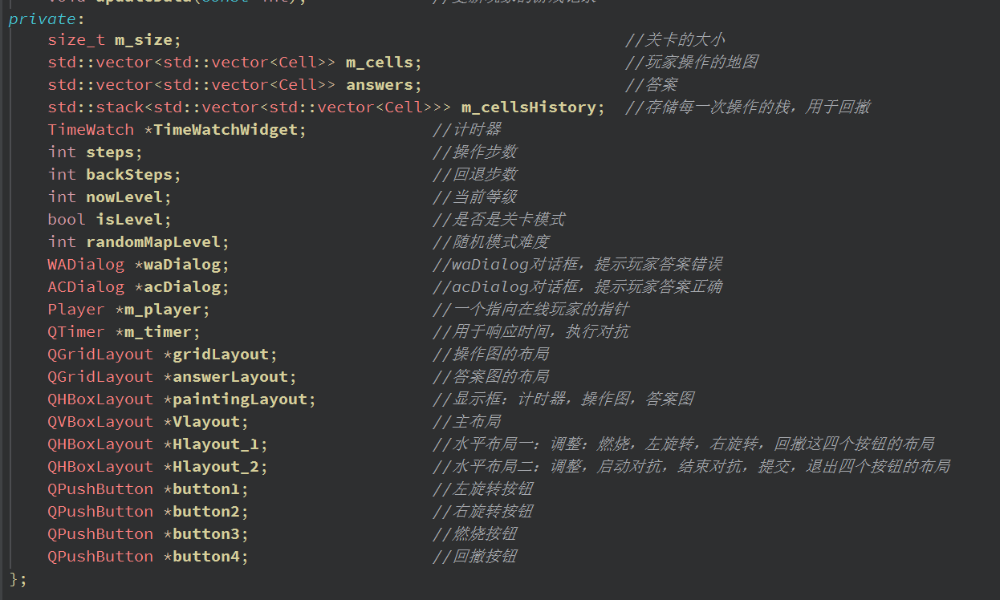 private:
size_t m_size; //关卡的大小
std::vector<std::vector<Cell>> m_cells; //玩家操作的地图
std::vector<std::vector<Cell>> answers; //答案
std::stack<std::vector<std::vector<Cell>>> m_cellsHistory; //存储每一次操作的栈，用于回撤
TimeWatch *TimeWatchWidget; //计时器
int steps; //操作步数
int backSteps; //回退步数
int nowLevel; //当前等级
bool isLevel; //是否是关卡模式
int randomMapLevel; //随机模式难度
WADialog *waDialog; //waDialog对话框，提示玩家答案错误
ACDialog *acDialog; //acDialog对话框，提示玩家答案正确
Player *m_player; //一个指向在线玩家的指针
QTimer *m_timer; //用于响应时间，执行对抗
QGridLayout *gridLayout; //操作图的布局
QGridLayout *answerLayout; //答案图的布局
QHBoxLayout *paintingLayout; //显示框：计时器，操作图，答案图
QVBoxLayout *Vlayout; //主布局
QHBoxLayout *Hlayout_1; //水平布局一：调整：燃烧，左旋转，右旋转，回撤这四个按钮的布局
QHBoxLayout *Hlayout_2; //水平布局二：调整，启动对抗，结束对抗，提交，退出四个按钮的布局
QPushButton *button1; //左旋转按钮
QPushButton *button2; //右旋转按钮
QPushButton *button3; //燃烧按钮
QPushButton *button4; //回撤按钮
};